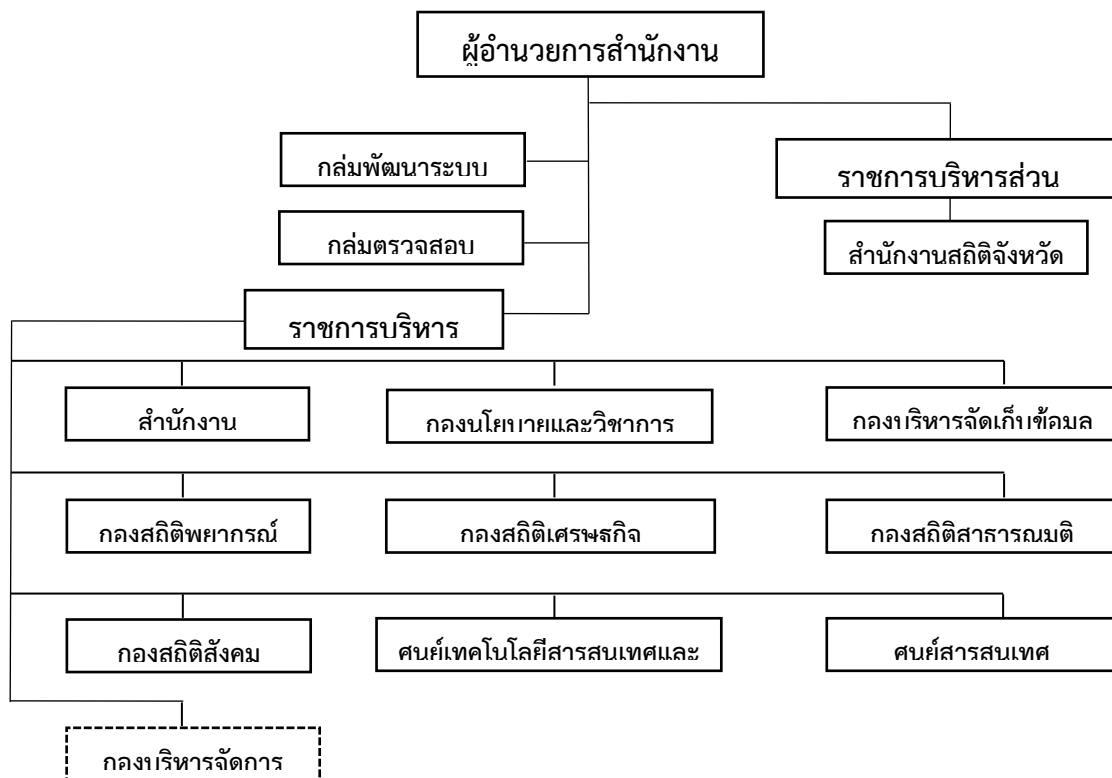 ผู้อำนวยการสำนักงาน
กลุ่มพัฒนาระบบ
ราชการบริหารส่วน
กลุ่มตรวจสอบ
สำนักงานสถิติจังหวัด
ราชการบริหาร
สำนักงาน
กองนโยบายและวิชาการ
กองบริหารจัดเก็บข้อมูล
กองสถิติพยากรณ์
กองสถิติเศรษฐกิจ
กองสถิติสาธารณมติ
กองสถิติสังคม
ศูนย์เทคโนโลยีสารสนเทศและ
ศูนย์สารสนเทศ
กองบริหารจัดการ